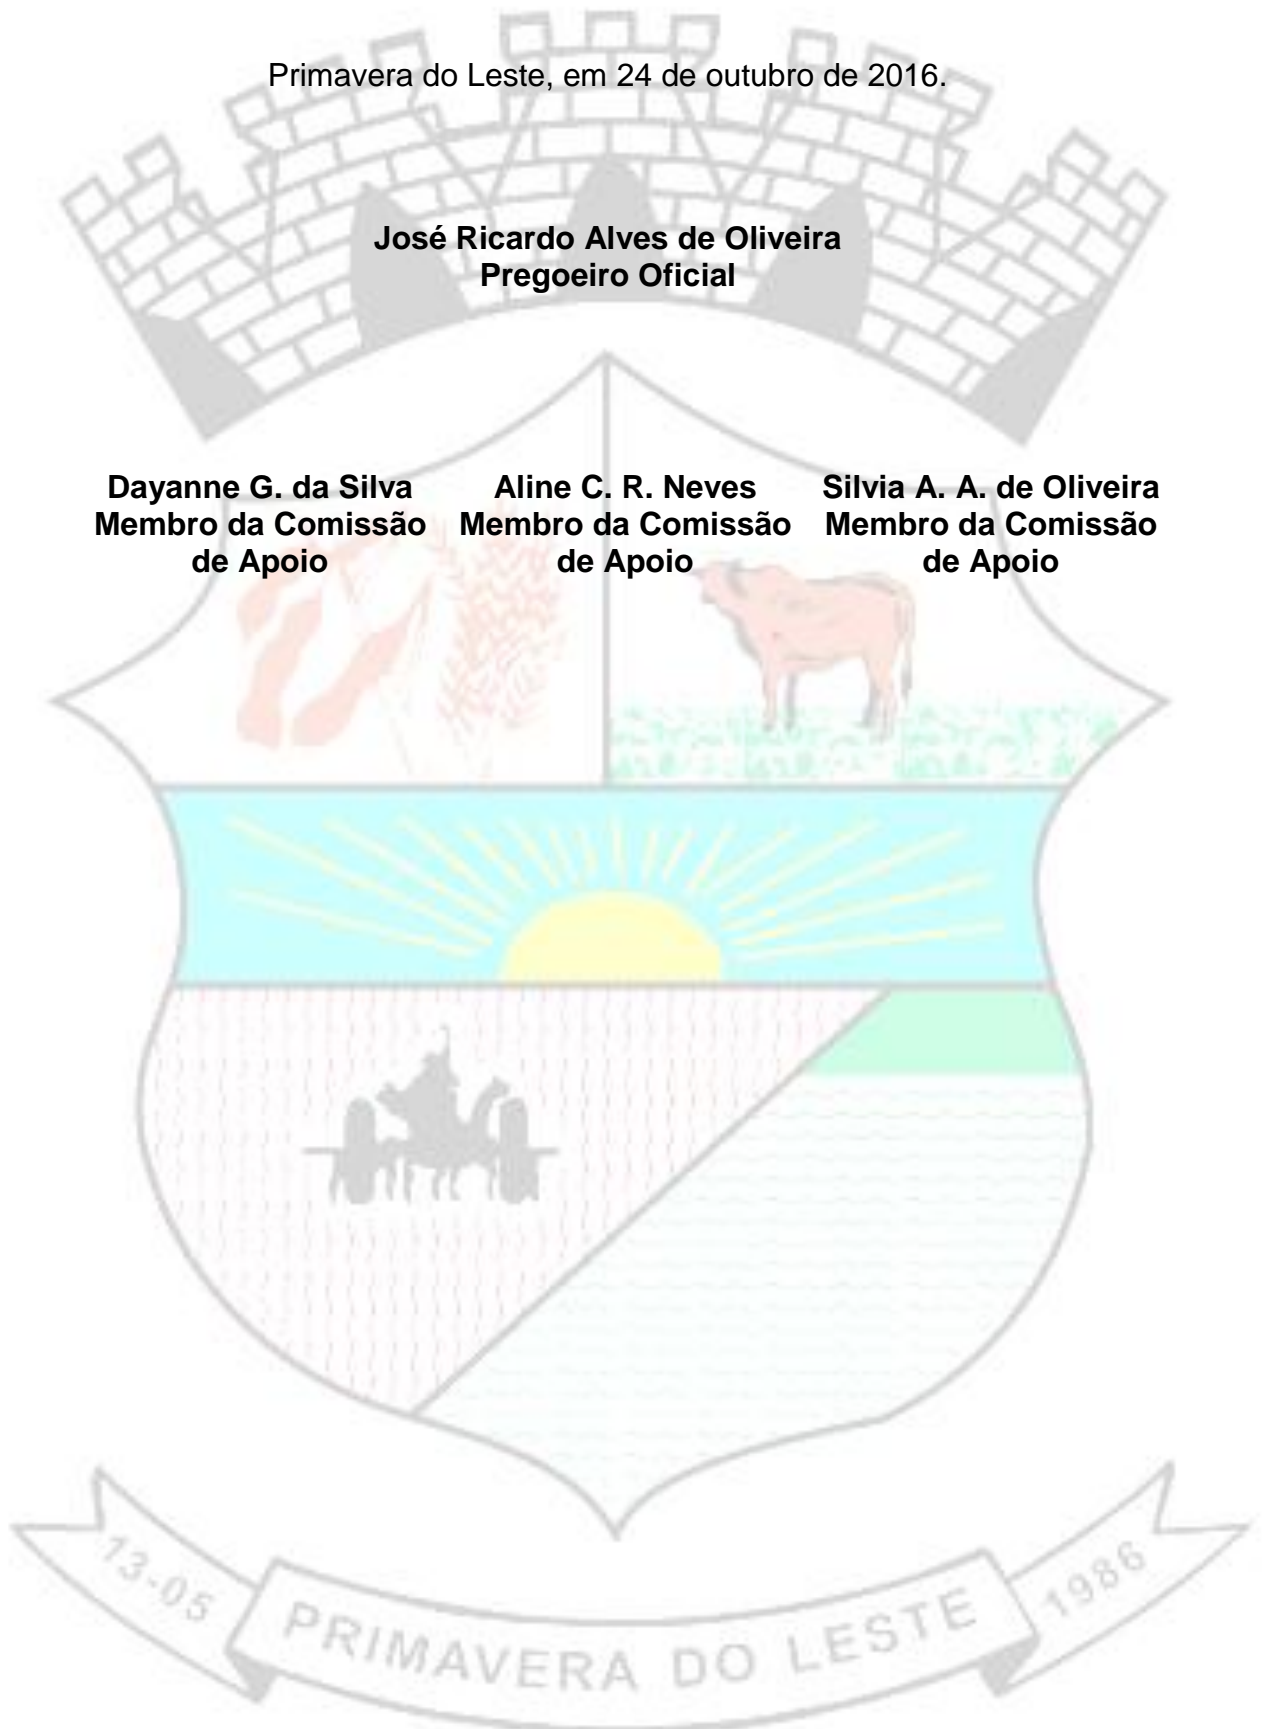 Primavera do Leste, em 24 de outubro de 2016.
José Ricardo Alves de Oliveira
Pregoeiro Oficial
Dayanne G. da Silva
Membro da Comissão
de Apoio
Aline C. R. Neves
Membro da Comissão
de Apoio
Silvia A. A. de Oliveira
Membro da Comissão
de Apoio
13-05
PRIMAVERA DO LESTE
1986